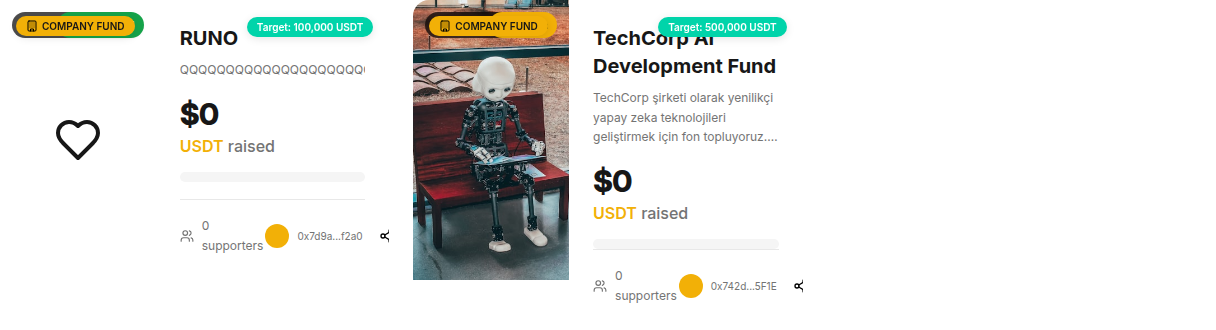 COMPANY FUND
Target: 100,000 USDT
RUNO
QQQQQQQQQQQQQQQQQQQQ
$0
USDT raised
0
supporters
0x7d9a...f2a0
COMPANY FUND
Target: 500,000 USDT
TechCorp AI
Development Fund
TechCorp şirketi olarak yenilikçi
yapay zeka teknolojileri
geliştirmek için fon topluyoruz....
$0
USDT raised
0
supporters
0x742d...5F1E